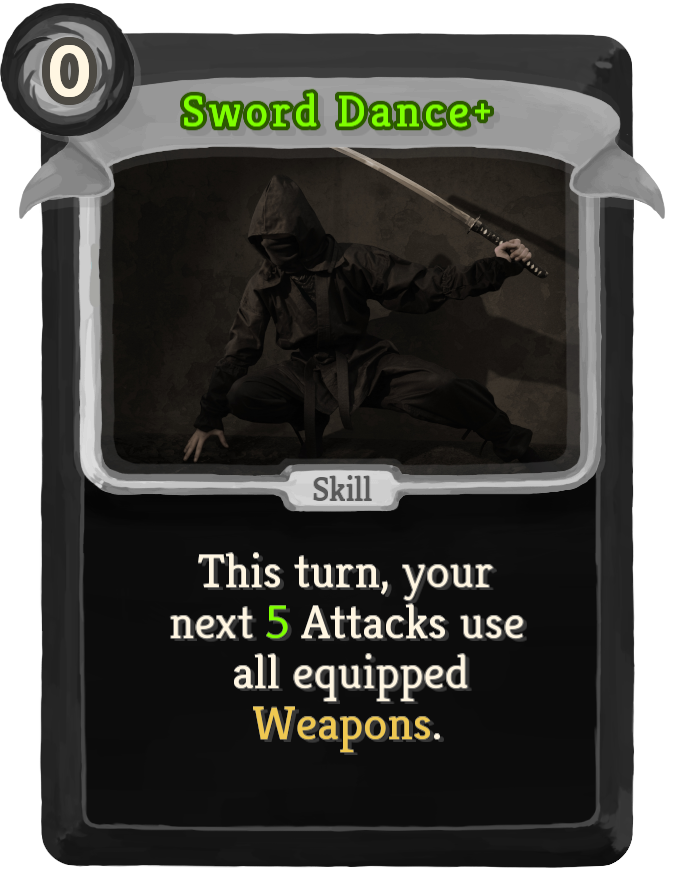 0
Sword Dance+
Skill
This turn, your
next 5 Attacks use
all equipped
Weapons.